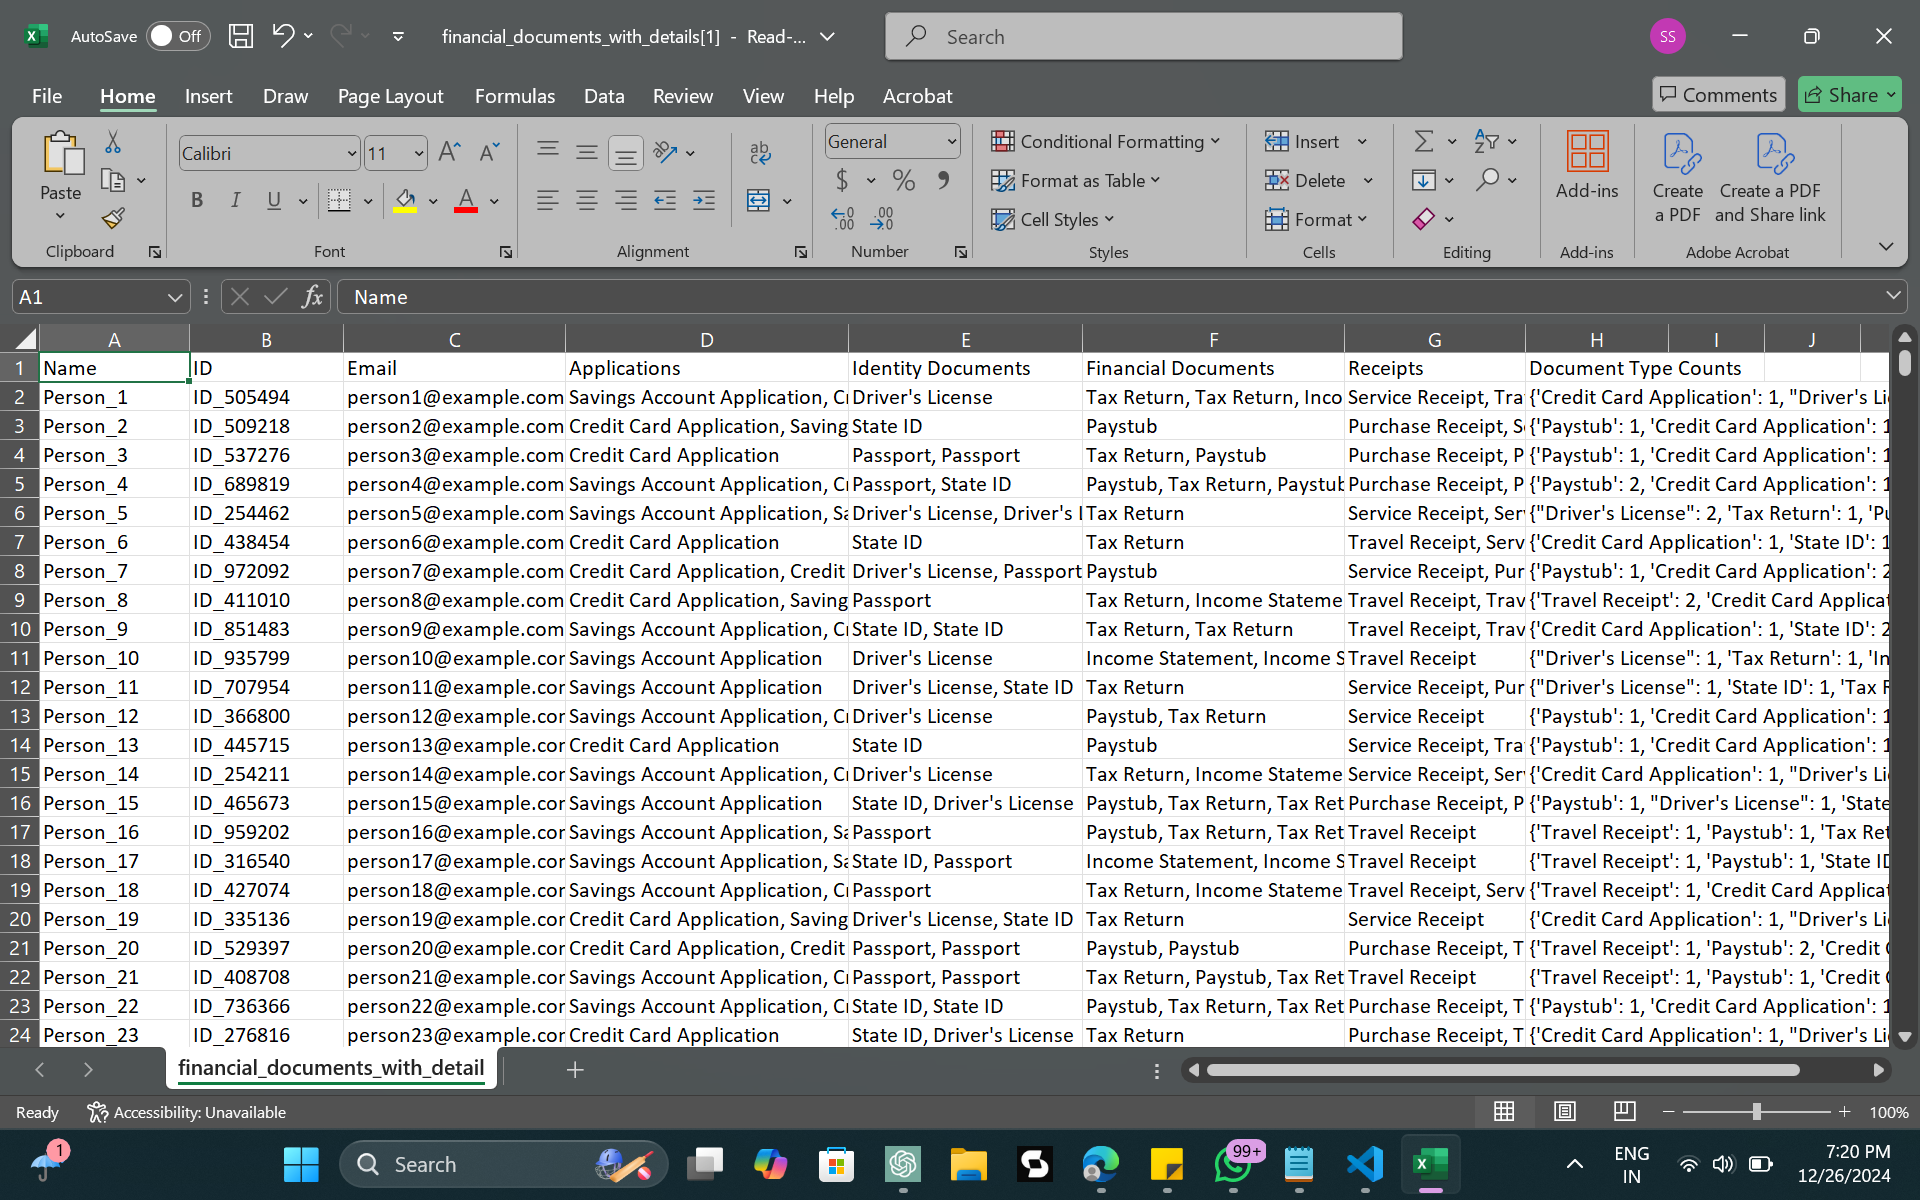 AutoSave Off financial_documents_with_details[1] - Read-... Search SS
File Home Insert Draw Page Layout Formulas Data Review View Help Acrobat Comments Share
Paste Calibri 11 General Conditional Formatting Insert
Format as Table Delete Add-ins Create a PDF Create a PDF and Share link
Cell Styles Format
Clipboard Font Alignment Number Styles Cells Editing Add-ins Adobe Acrobat
A1 fx Name
A B C D E F G H I J
1 Name ID Email Applications Identity Documents Financial Documents Receipts Document Type Counts
2 Person_1 ID_505494 person1@example.com Savings Account Application, Driver's License Tax Return, Tax Return, Inco Service Receipt, Tra {'Credit Card Application': 1, "Driver's Li
3 Person_2 ID_509218 person2@example.com Credit Card Application, Saving State ID Paystub Purchase Receipt, S {'Paystub': 1, 'Credit Card Application': 1
4 Person_3 ID_537276 person3@example.com Credit Card Application Passport, Passport Tax Return, Paystub Purchase Receipt, P {'Paystub': 1, 'Credit Card Application': 1
5 Person_4 ID_689819 person4@example.com Savings Account Application, C Passport, State ID Paystub, Tax Return, Paystub Purchase Receipt, P {'Paystub': 2, 'Credit Card Application': 1
6 Person_5 ID_254462 person5@example.com Savings Account Application, Sa Driver's License, Driver's Tax Return Service Receipt, Ser {"Driver's License": 2, 'Tax Return': 1, 'Pu
7 Person_6 ID_438454 person6@example.com Credit Card Application State ID Tax Return Travel Receipt, Serv {'Credit Card Application': 1, 'State ID': 1
8 Person_7 ID_972092 person7@example.com Credit Card Application, Credit Driver's License, Passport Paystub Service Receipt, Pur {'Paystub': 1, 'Credit Card Application': 2
9 Person_8 ID_411010 person8@example.com Credit Card Application, Saving Passport Tax Return, Income Stateme Travel Receipt, Trav {'Travel Receipt': 2, 'Credit Card Applicat
10 Person_9 ID_851483 person9@example.com Savings Account Application, C State ID, State ID Tax Return, Tax Return Travel Receipt, Trav {'Credit Card Application': 1, 'State ID': 2
11 Person_10 ID_935799 person10@example.cor Savings Account Application Driver's License Income Statement, Income S Travel Receipt {"Driver's License": 1, 'Tax Return': 1, 'In
12 Person_11 ID_707954 person11@example.cor Savings Account Application Driver's License, State ID Tax Return Service Receipt, Pur {"Driver's License": 1, 'State ID': 1, 'Tax R
13 Person_12 ID_366800 person12@example.cor Savings Account Application, C Driver's License Paystub, Tax Return Service Receipt {'Paystub': 1, 'Credit Card Application': 1
14 Person_13 ID_445715 person13@example.cor Credit Card Application State ID Paystub Service Receipt, Tra {'Paystub': 1, 'Credit Card Application': 1
15 Person_14 ID_254211 person14@example.cor Savings Account Application, C Driver's License Tax Return, Income Stateme Service Receipt, Ser {'Credit Card Application': 1, "Driver's Li
16 Person_15 ID_465673 person15@example.cor Savings Account Application State ID, Driver's License Paystub, Tax Return, Tax Ret Purchase Receipt, P {'Paystub': 1, "Driver's License": 1, 'State
17 Person_16 ID_959202 person16@example.cor Savings Account Application, Sa Passport Paystub, Tax Return, Tax Ret Travel Receipt {'Travel Receipt': 1, 'Paystub': 1, 'Tax Ret
18 Person_17 ID_316540 person17@example.cor Savings Account Application, Sa State ID, Passport Income Statement, Income S Travel Receipt {'Travel Receipt': 1, 'Paystub': 1, 'State ID
19 Person_18 ID_427074 person18@example.cor Savings Account Application, C Passport Tax Return, Income Stateme Travel Receipt, Serv {'Travel Receipt': 1, 'Credit Card Applicat
20 Person_19 ID_335136 person19@example.cor Credit Card Application, Saving Driver's License, State ID Tax Return Service Receipt {'Credit Card Application': 1, "Driver's Li
21 Person_20 ID_529397 person20@example.cor Credit Card Application, Credit Passport, Passport Paystub, Paystub Purchase Receipt, T {'Travel Receipt': 1, 'Paystub': 2, 'Credit
22 Person_21 ID_408708 person21@example.cor Savings Account Application, C Passport, Passport Tax Return, Paystub, Tax Ret Travel Receipt {'Travel Receipt': 1, 'Paystub': 1, 'Credit
23 Person_22 ID_736366 person22@example.cor Savings Account Application, C State ID, State ID Paystub, Tax Return, Tax Ret Purchase Receipt, T {'Paystub': 1, 'Credit Card Application': 1
24 Person_23 ID_276816 person23@example.cor Credit Card Application State ID, Driver's License Tax Return Purchase Receipt, T {'Credit Card Application': 1, "Driver's Li
financial_documents_with_detail
Ready Accessibility: Unavailable 100%
1 Search 99+ ENG IN 7:20 PM 12/26/2024